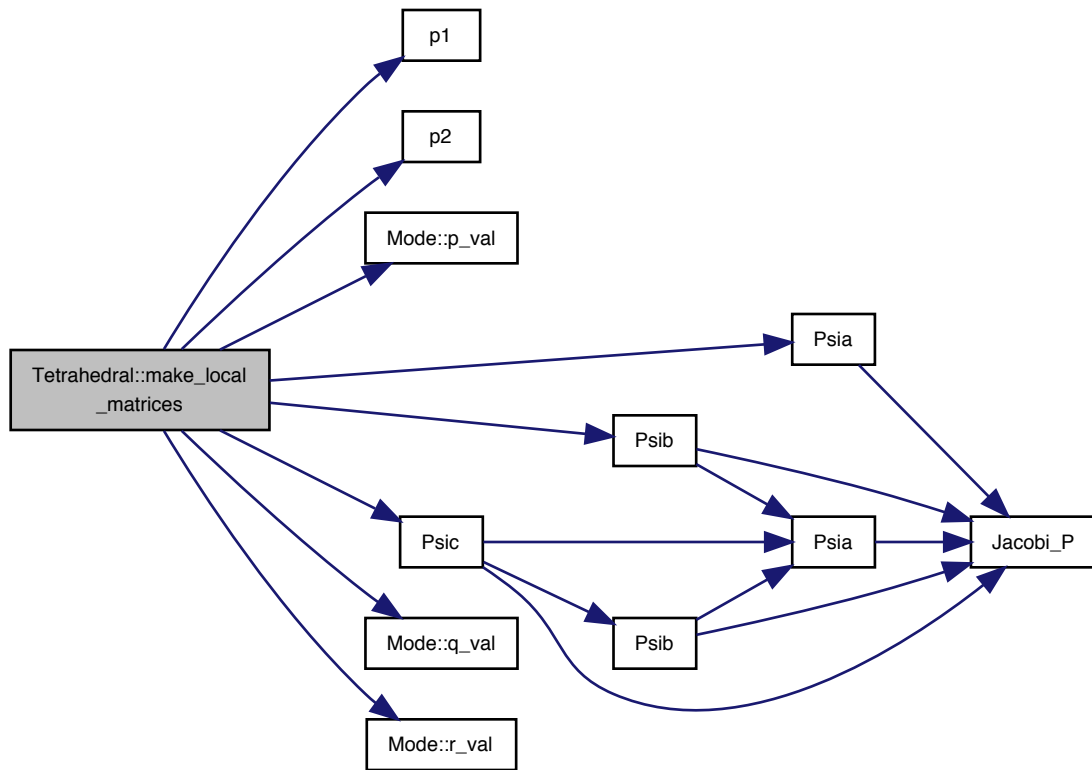 p1
p2
Mode::p_val
Psia
Tetrahedral::make_local
_matrices
Psib
Psic
Psia
Jacobi_P
Mode::q_val
Psib
Mode::r_val